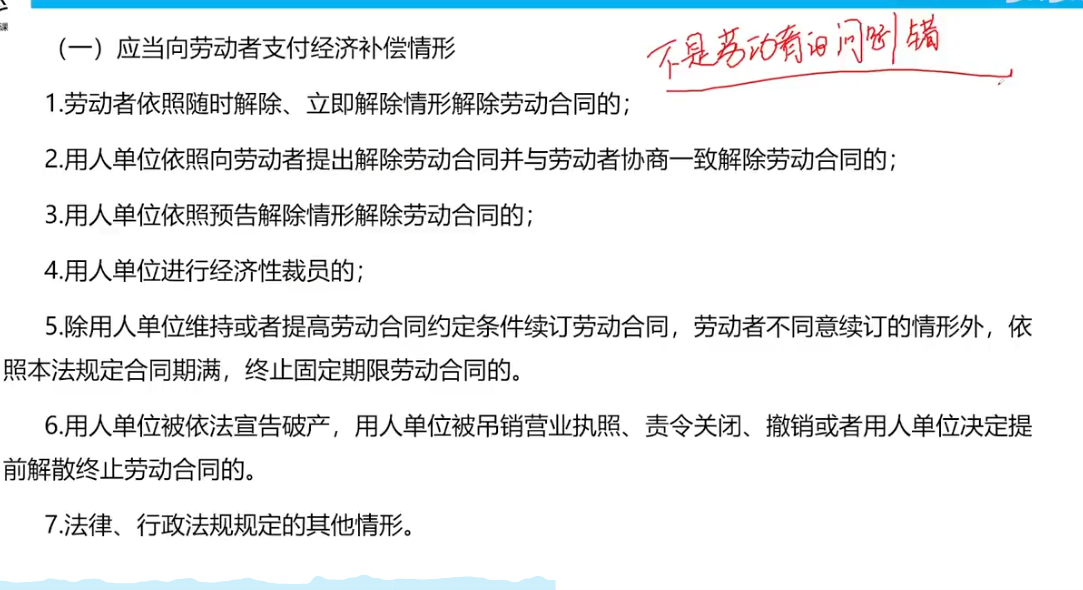 课
（一）应当向劳动者支付经济补偿情形
不是劳动者的问题/错
1.劳动者依照随时解除、立即解除情形解除劳动合同的；
2.用人单位依照向劳动者提出解除劳动合同并与劳动者协商一致解除劳动合同的；
3.用人单位依照预告解除情形解除劳动合同的；
4.用人单位进行经济性裁员的；
5.除用人单位维持或者提高劳动合同约定条件续订劳动合同，劳动者不同意续订的情形外，依
照本法规定合同期满，终止固定期限劳动合同的。
6.用人单位被依法宣告破产，用人单位被吊销营业执照、责令关闭、撤销或者用人单位决定提
前解散终止劳动合同的。
7.法律、行政法规规定的其他情形。